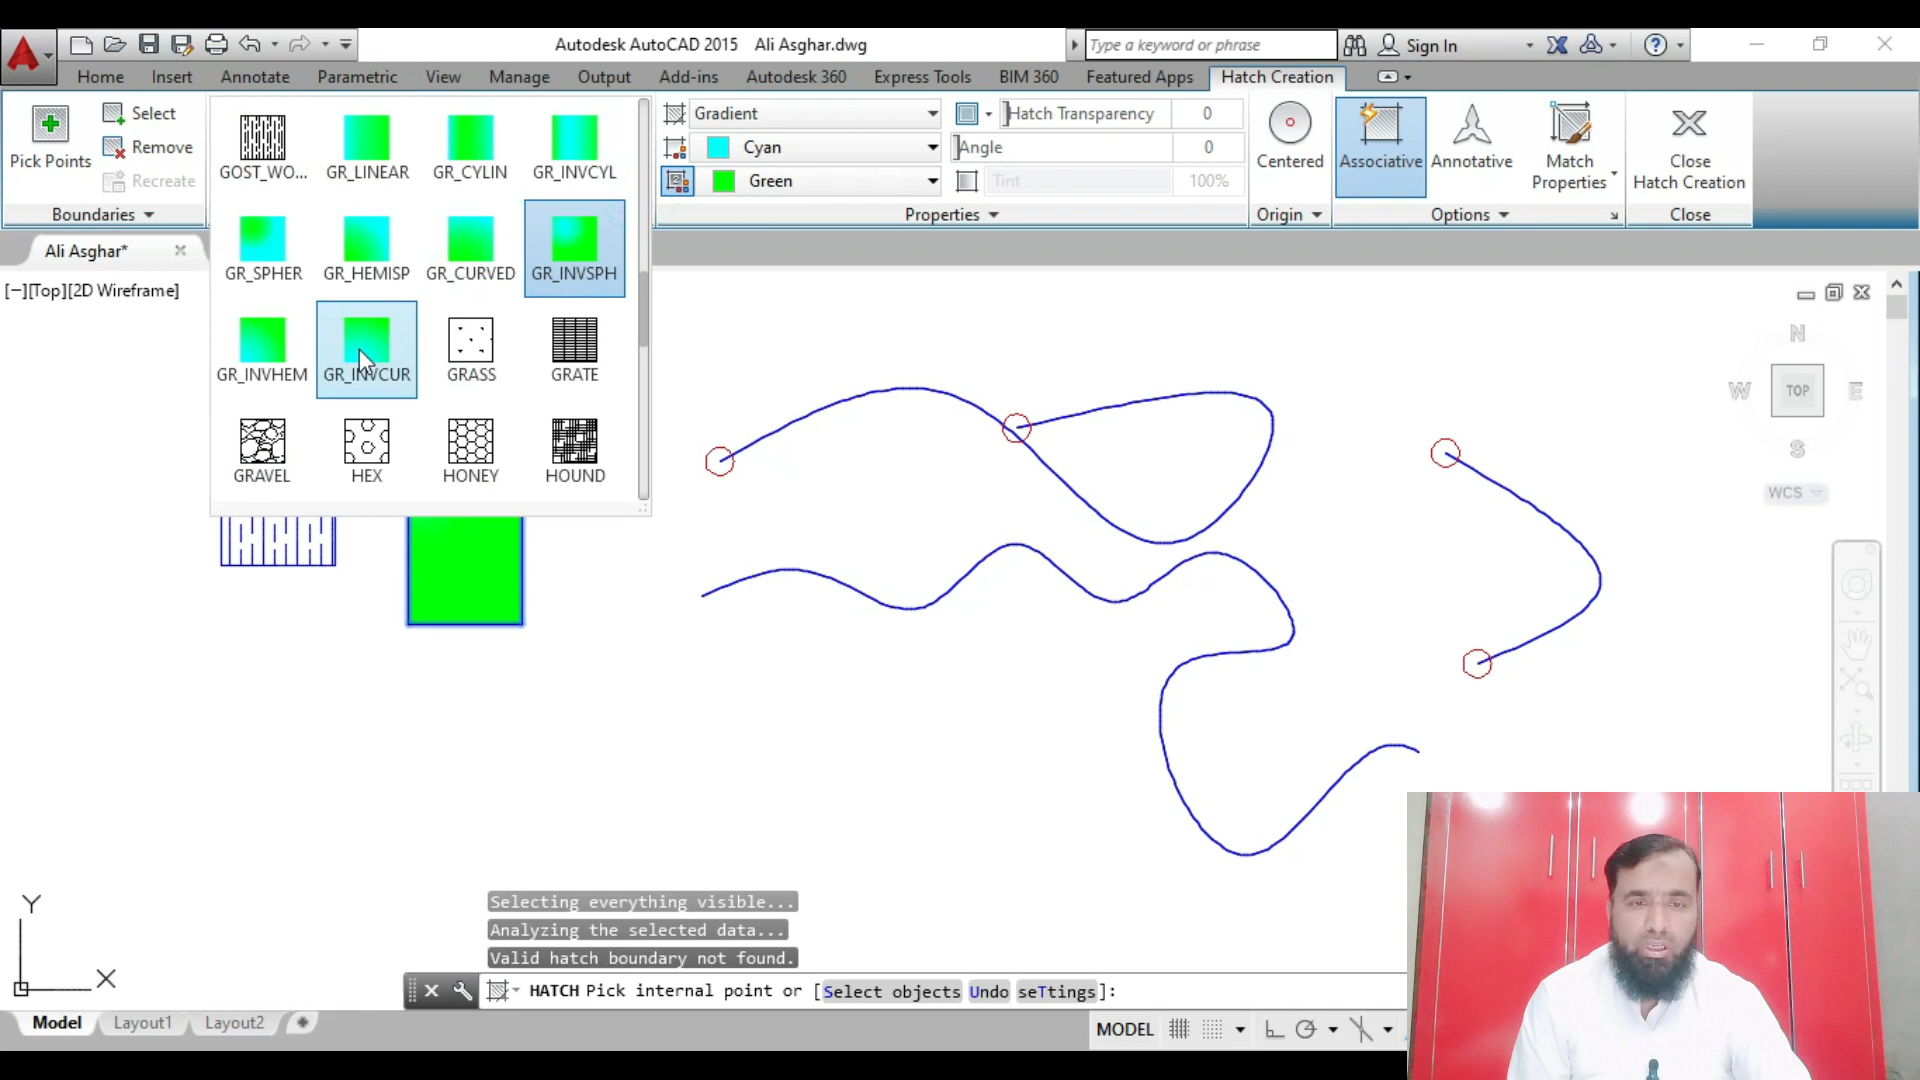 Autodesk AutoCAD 2015 Ali Asghar.dwg
Type a keyword or phrase
Sign In
Home Insert Annotate Parametric View Manage Output Add-ins Autodesk 360 Express Tools BIM 360 Featured Apps Hatch Creation
Pick Points
Select
Remove
Recreate
Boundaries
GOST_WO... GR_LINEAR GR_CYLIN GR_INVCYL
GR_SPHER GR_HEMISP GR_CURVED GR_INVSPH
GR_INVHEM GR_INVCUR GRASS GRATE
GRAVEL HEX HONEY HOUND
Gradient
Cyan
Green
Hatch Transparency 0
Angle 0
Tint 100%
Properties
Centered
Origin
Associative
Annotative
Match
Properties
Options
Close
Hatch Creation
Close
Ali Asghar*
[−][Top][2D Wireframe]
N
W TOP E
S
WCS
Y
X
Selecting everything visible...
Analyzing the selected data...
Valid hatch boundary not found.
HATCH Pick internal point or [Select objects Undo seTtings]:
Model Layout1 Layout2
MODEL